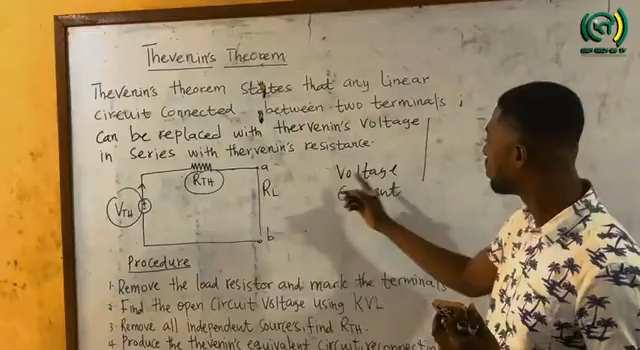 Thevenin's Theorem
Thevenin's theorem States that any Linear
circuit Connected between two terminals
Can be replaced with thervenin's Voltage
in Series with thervenin's resistance.
RTH
a
VTH
RL
b
Voltage
Procedure
1. Remove the load resistor and mark the terminals
2. Find the open Circuit Voltage using KVL
3. Remove all Independent Sources, find RTH.
4 Produce the thevenin's equivalent Circuit,